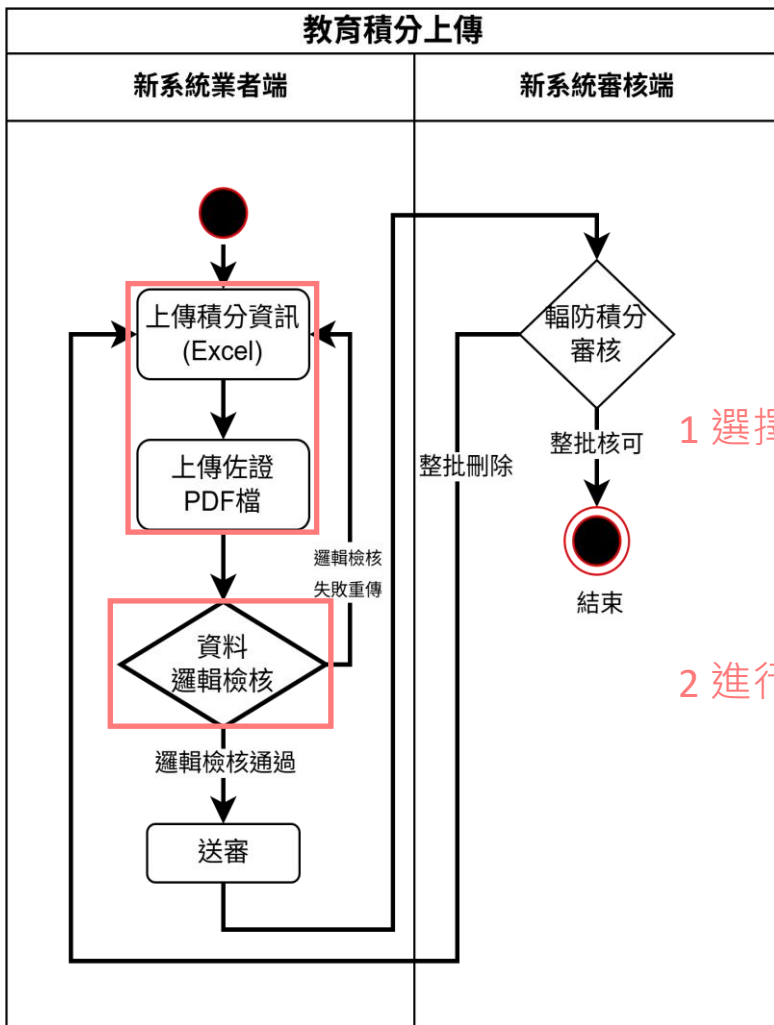 教育積分上傳
新系統業者端
新系統審核端
上傳積分資訊
(Excel)
上傳佐證
PDF檔
邏輯檢核
失敗重傳
資料
邏輯檢核
邏輯檢核通過
送審
輻防積分
審核
整批刪除
整批核可
結束
1 選擇
2 進行